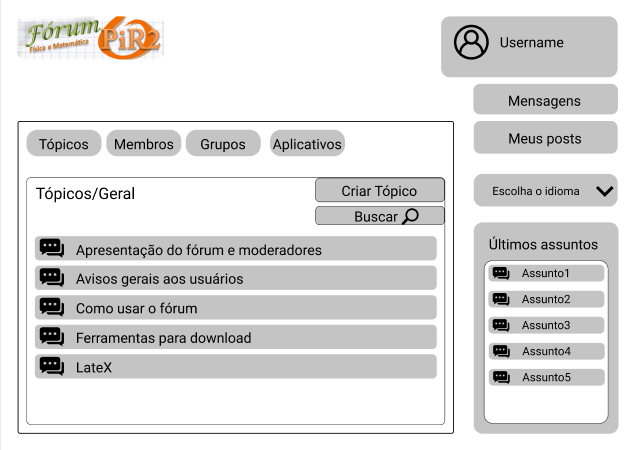 Fórum
Física e Matemática
PiR2
Username
Mensagens
Meus posts
Tópicos
Membros
Grupos
Aplicativos
Escolha o idioma
Tópicos/Geral
Criar Tópico
Buscar
Apresentação do fórum e moderadores
Avisos gerais aos usuários
Como usar o fórum
Ferramentas para download
LateX
Últimos assuntos
Assunto1
Assunto2
Assunto3
Assunto4
Assunto5